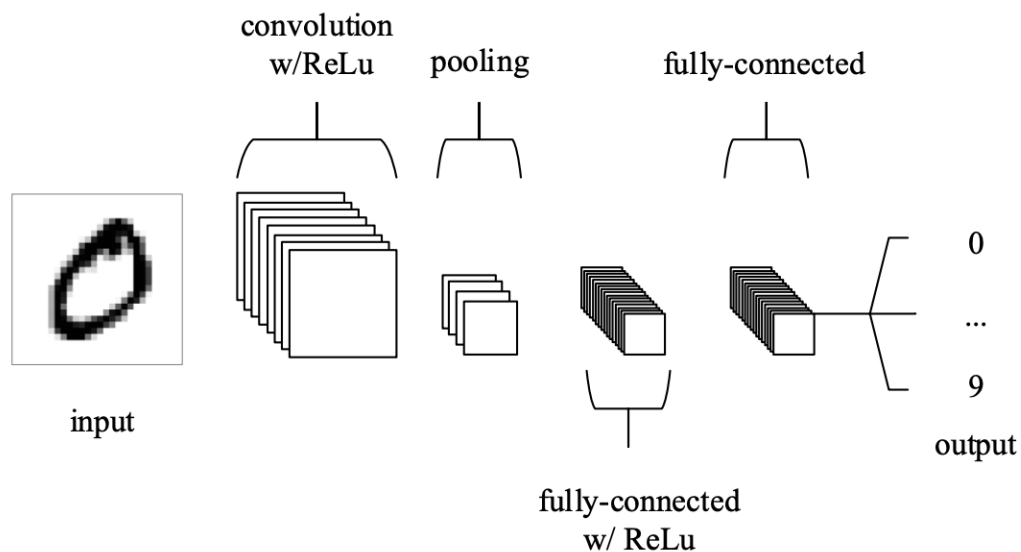 convolution
w/ReLu
pooling
fully-connected
0
...
9
input
output
fully-connected
w/ ReLu